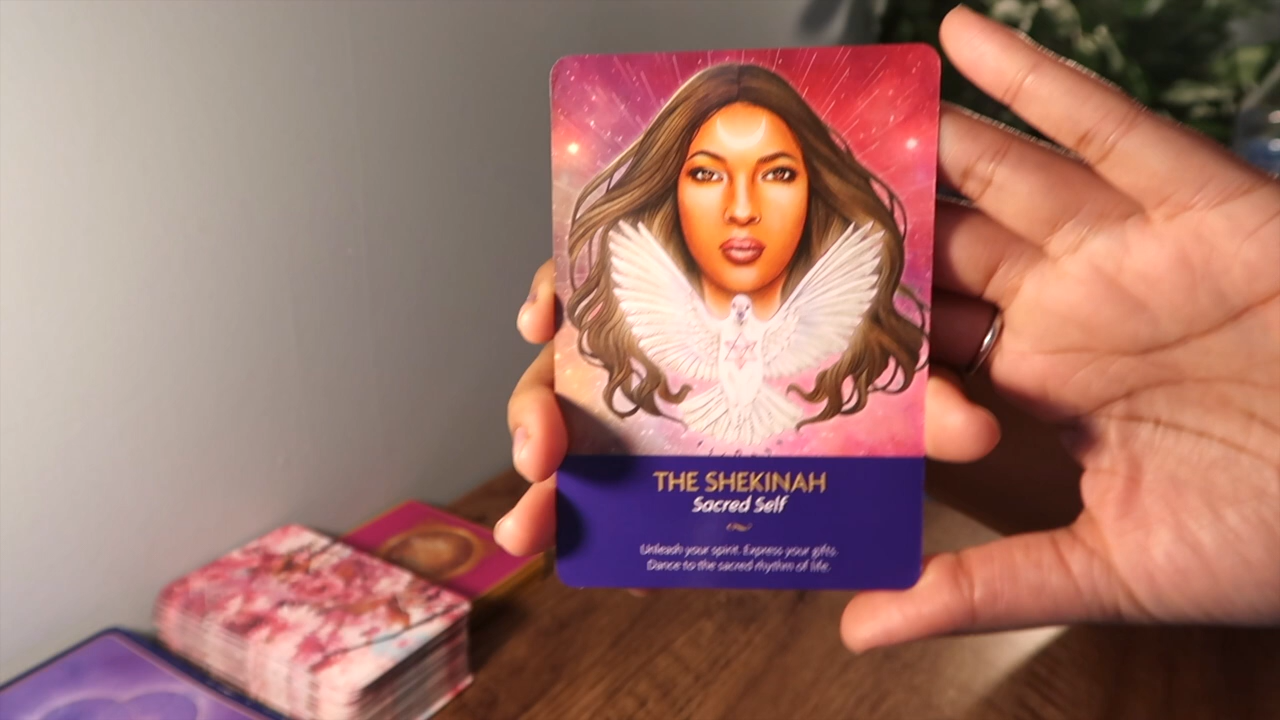 THE SHEKINAH
Sacred Self
Unleash your spirit. Express your gifts.
Dance to the sacred rhythm of life.